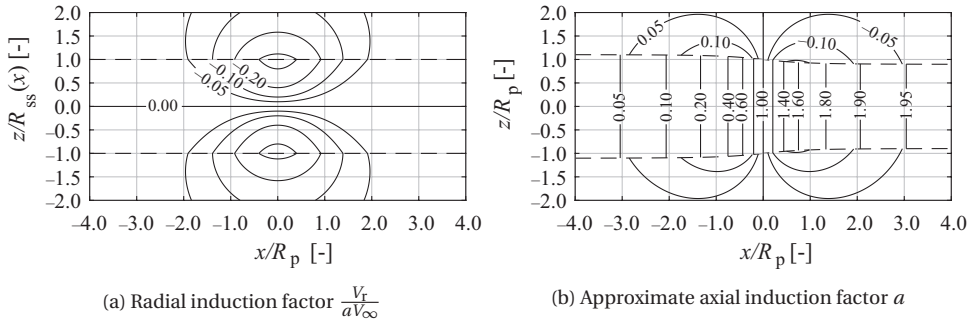 2.0
1.5
1.0
0.5
0.0
−0.5
−1.0
−1.5
−2.0
z/R_ss(x) [-]
−0.20
−0.10
−0.05
0.00
−4.0 −3.0 −2.0 −1.0 0.0 1.0 2.0 3.0 4.0
x/R_p [-]
(a) Radial induction factor V_r/aV_∞
2.0
1.5
1.0
0.5
0.0
−0.5
−1.0
−1.5
−2.0
z/R_p [-]
0.05 0.10 −0.10 −0.05
0.05 0.10 0.20 0.40 0.60 1.00 1.40 1.60 1.80 1.90 1.95
−4.0 −3.0 −2.0 −1.0 0.0 1.0 2.0 3.0 4.0
x/R_p [-]
(b) Approximate axial induction factor a